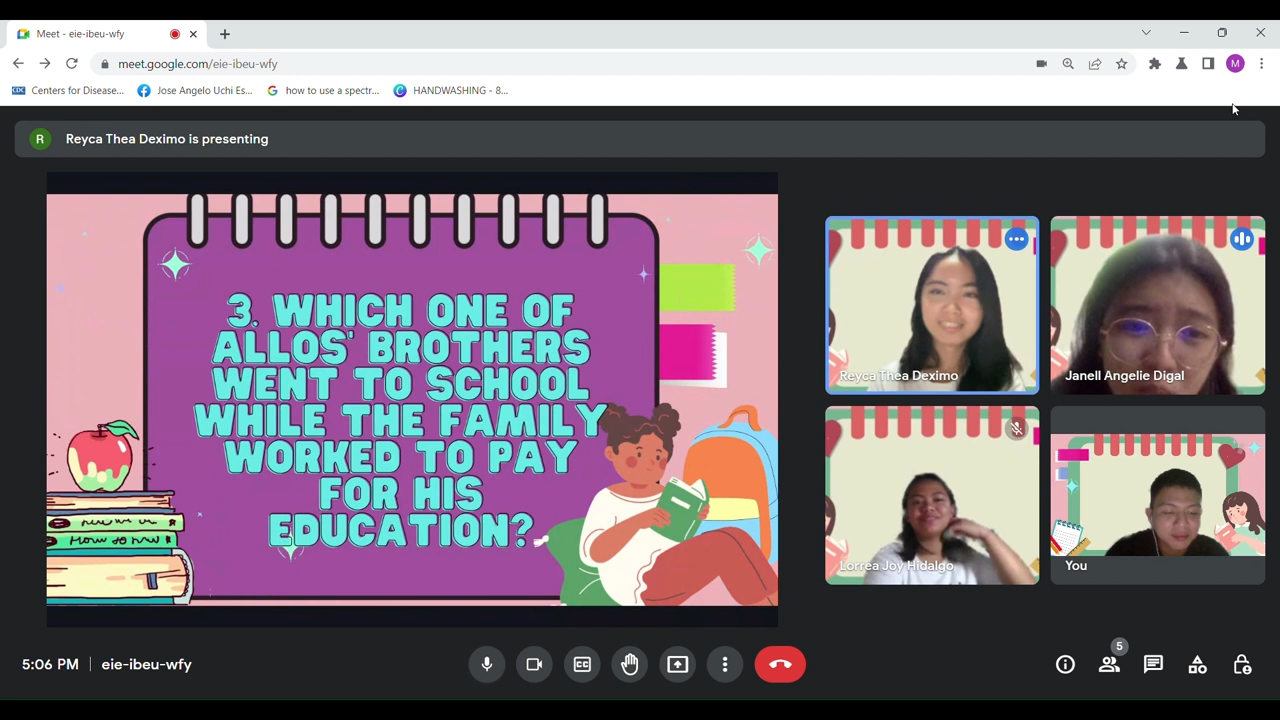 Meet - eie-ibeu-wfy
meet.google.com/eie-ibeu-wfy
M
CDC Centers for Disease... Jose Angelo Uchi Es... how to use a spectr... HANDWASHING - 8...
R Reyca Thea Deximo is presenting
3. WHICH ONE OF
ALLOS' BROTHERS
WENT TO SCHOOL
WHILE THE FAMILY
WORKED TO PAY
FOR HIS
EDUCATION?
Reyca Thea Deximo
Janell Angelie Digal
Lorrea Joy Hidalgo
You
5:06 PM | eie-ibeu-wfy
5